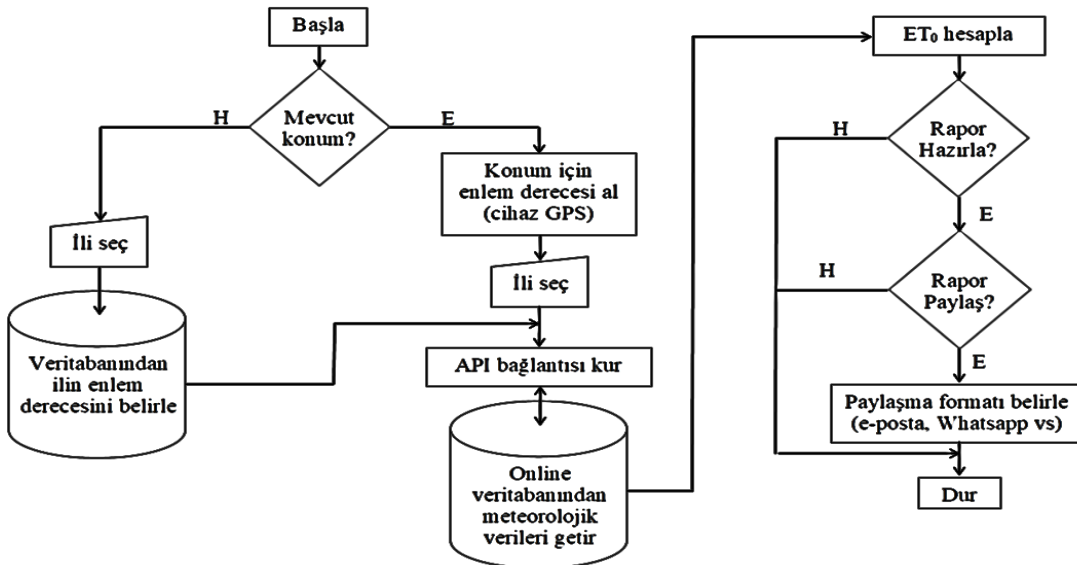 Başla
Mevcut
konum?
H
E
İli seç
Veritabanından
ilin enlem
derecesini belirle
Konum için
enlem derecesi al
(cihaz GPS)
İli seç
API bağlantısı kur
Online
veritabanından
meteorolojik
verileri getir
ET₀ hesapla
Rapor
Hazırla?
H
E
Rapor
Paylaş?
H
E
Paylaşma formatı belirle
(e-posta, Whatsapp vs)
Dur